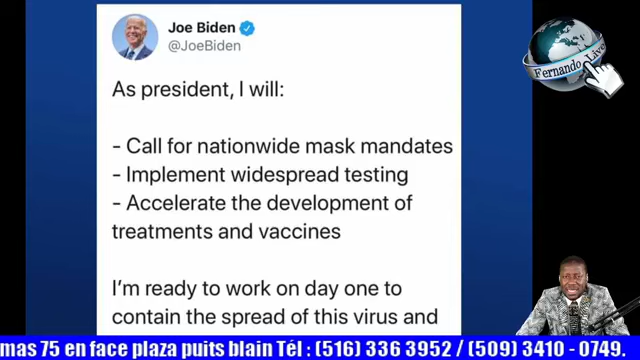 Joe Biden
@JoeBiden
As president, I will:
- Call for nationwide mask mandates
- Implement widespread testing
- Accelerate the development of
treatments and vaccines
I'm ready to work on day one to
contain the spread of this virus and
Fernando Live
mas 75 en face plaza puits blain Tél : (516) 336 3952 / (509) 3410 - 0749.